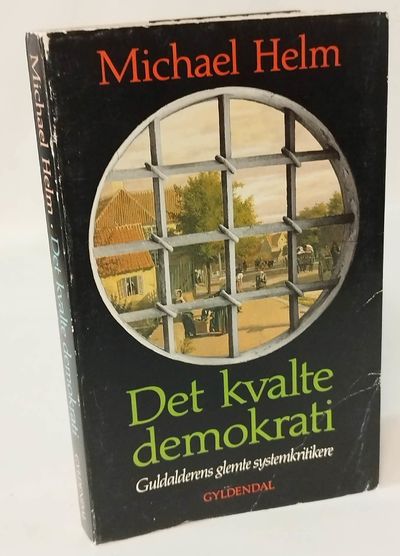 Michael Helm
Det kvalte
demokrati
Guldalderens glemte systemkritikere
GYLDENDAL
Michael Helm · Det kvalte demokrati